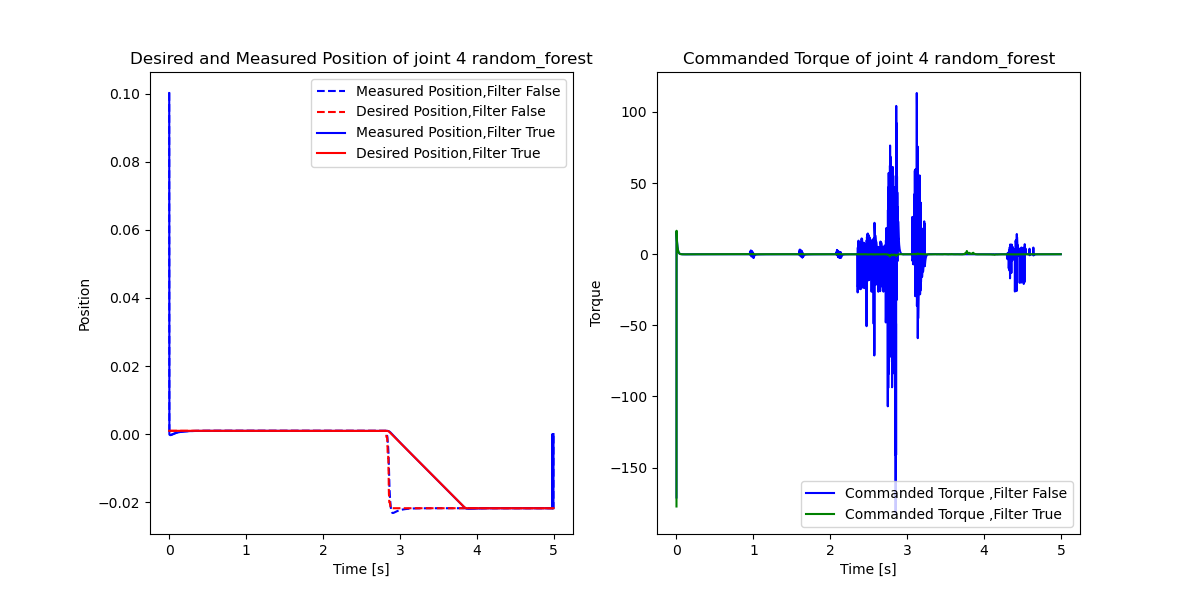 Desired and Measured Position of joint 4 random_forest
Measured Position,Filter False
Desired Position,Filter False
Measured Position,Filter True
Desired Position,Filter True
0.10
0.08
0.06
0.04
0.02
0.00
−0.02
Position
0 1 2 3 4 5
Time [s]
Commanded Torque of joint 4 random_forest
100
50
0
−50
−100
−150
Torque
Commanded Torque ,Filter False
Commanded Torque ,Filter True
0 1 2 3 4 5
Time [s]